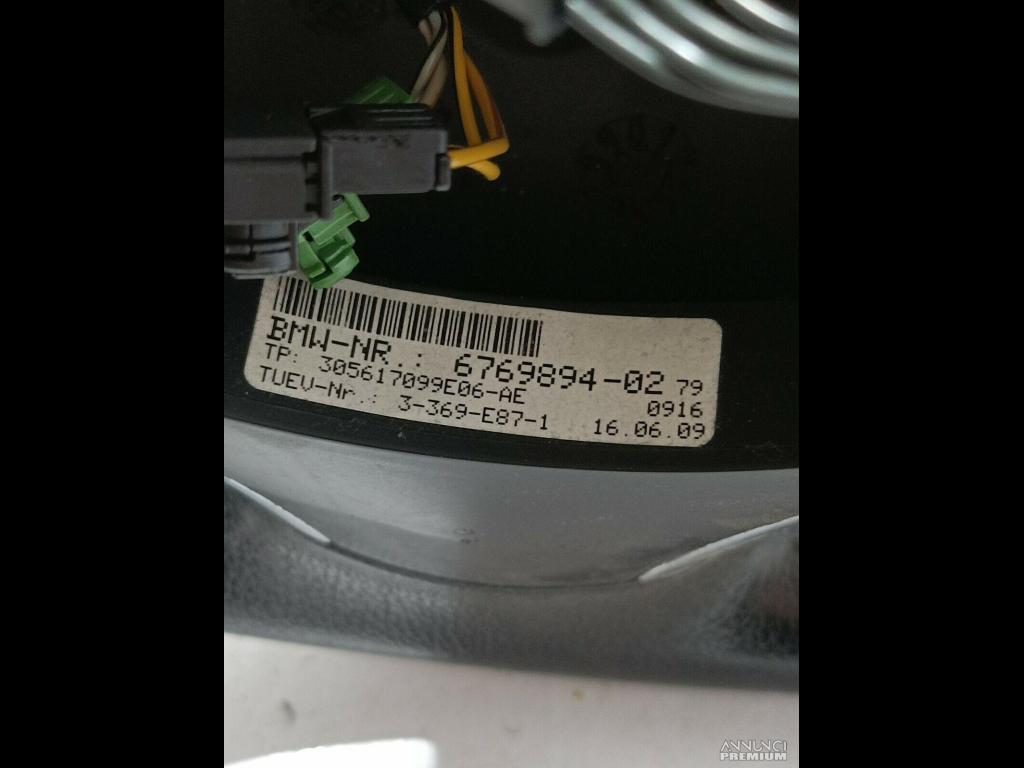 BMW-NR.: 6769894-02 79
TP: 305617099E06-AE 0916
TUEV-Nr.: 3-369-E87-1 16.06.09
ANNUNCI
PREMIUM